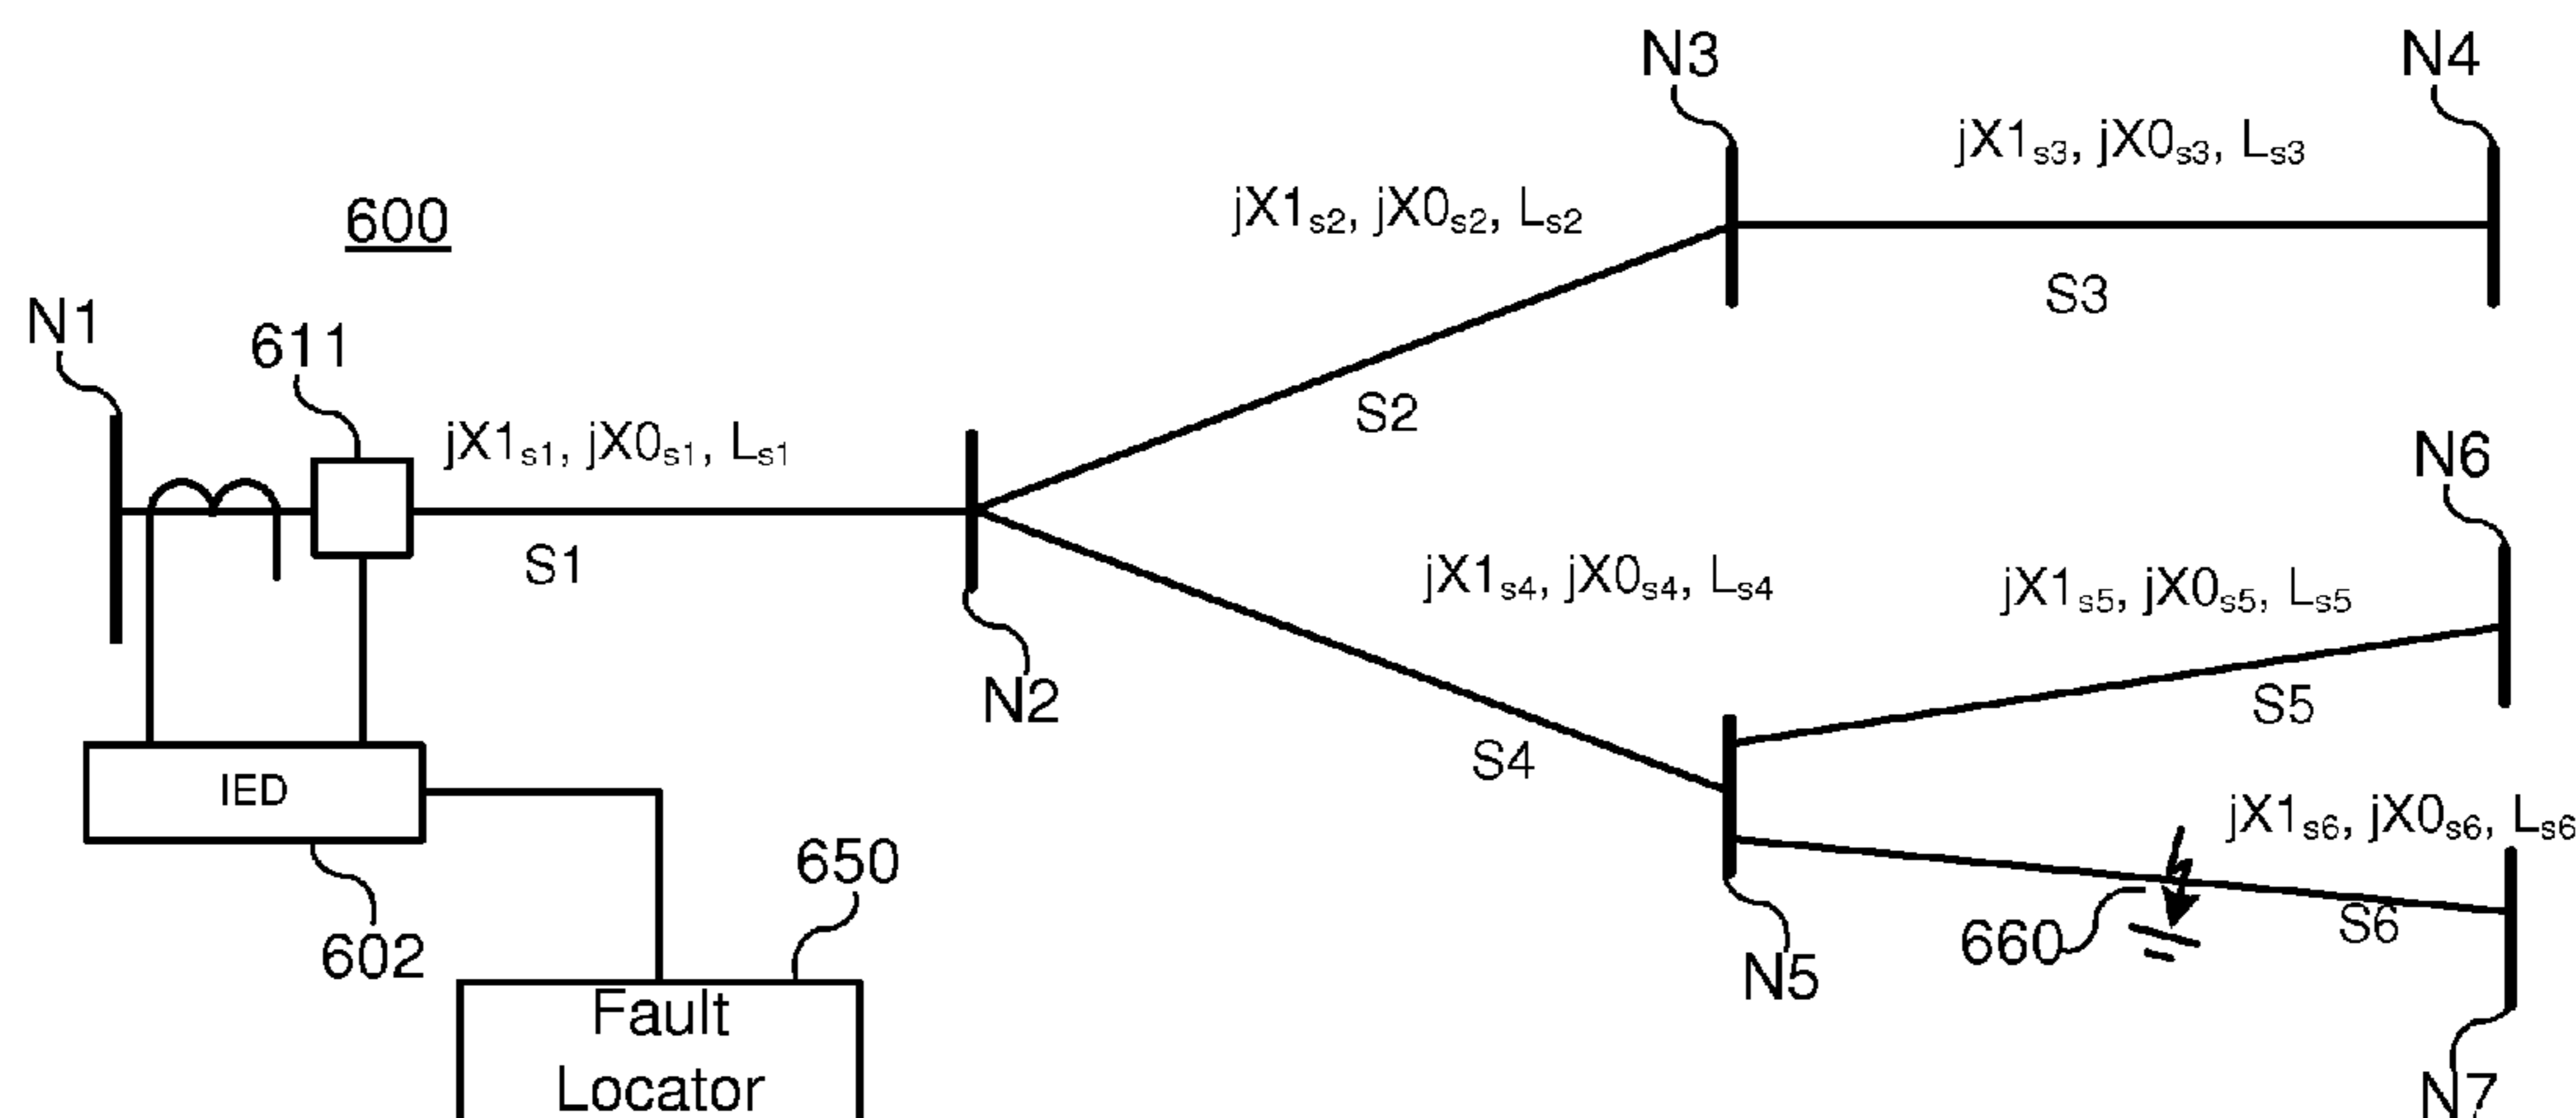 N3
N4
jX1s3, jX0s3, Ls3
600
jX1s2, jX0s2, Ls2
S3
N1
611
S2
jX1s1, jX0s1, Ls1
N6
S1
jX1s4, jX0s4, Ls4
jX1s5, jX0s5, Ls5
N2
S5
S4
IED
jX1s6, jX0s6, Ls6
650
602
660
S6
N5
Fault
Locator
N7